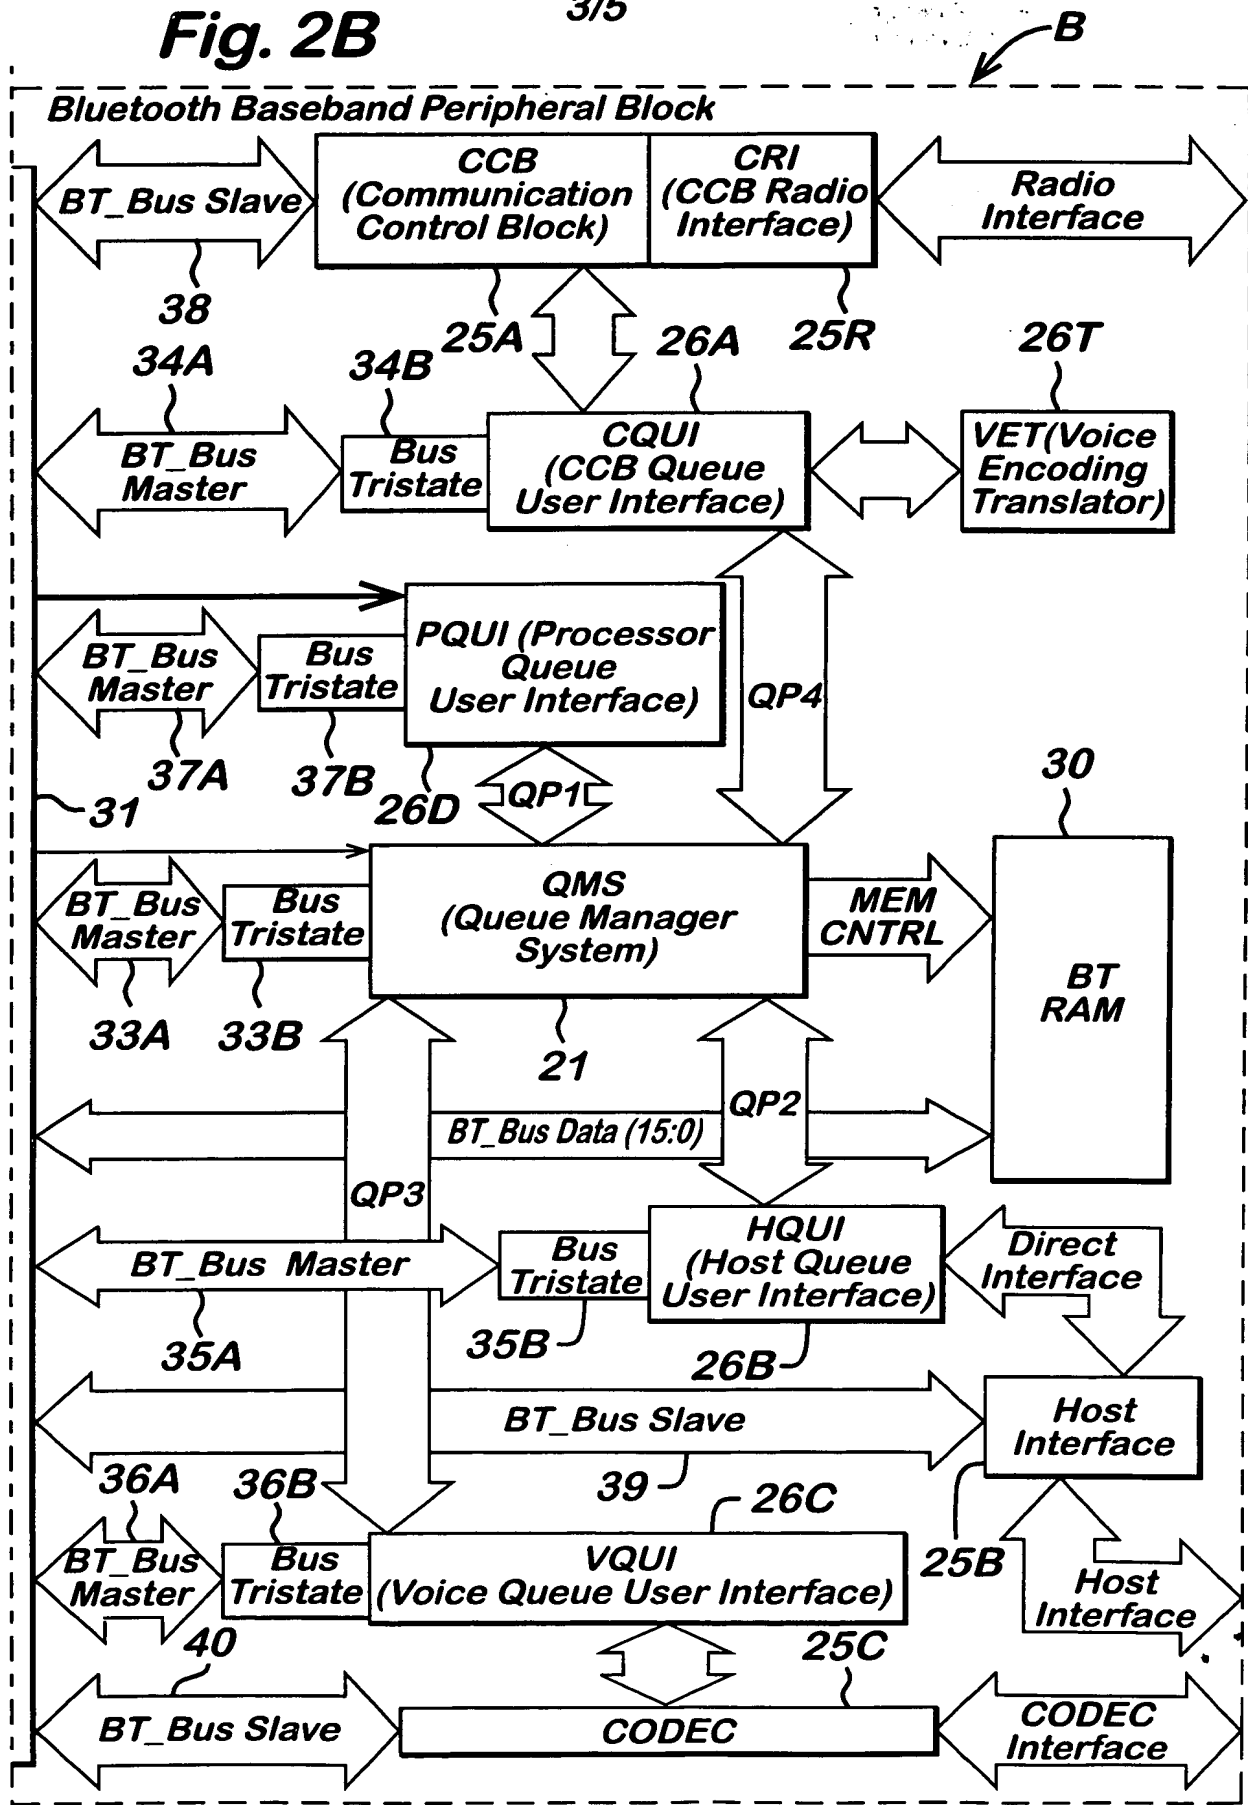 Fig. 2B
3/5
B
Bluetooth Baseband Peripheral Block
BT_Bus Slave
CCB
(Communication
Control Block)
CRI
(CCB Radio
Interface)
Radio
Interface
38
25A
25R
34A
34B
26A
26T
BT_Bus
Master
Bus
Tristate
CQUI
(CCB Queue
User Interface)
VET(Voice
Encoding
Translator)
BT_Bus
Master
Bus
Tristate
PQUI (Processor
Queue
User Interface)
QP4
37A
37B
26D
QP1
30
31
BT_Bus
Master
Bus
Tristate
QMS
(Queue Manager
System)
MEM
CNTRL
BT
RAM
33A
33B
21
QP2
BT_Bus Data (15:0)
QP3
BT_Bus Master
Bus
Tristate
HQUI
(Host Queue
User Interface)
Direct
Interface
35A
35B
26B
BT_Bus Slave
Host
Interface
36A
36B
39
26C
25B
BT_Bus
Master
Bus
Tristate
VQUI
(Voice Queue User Interface)
Host
Interface
40
25C
BT_Bus Slave
CODEC
CODEC
Interface